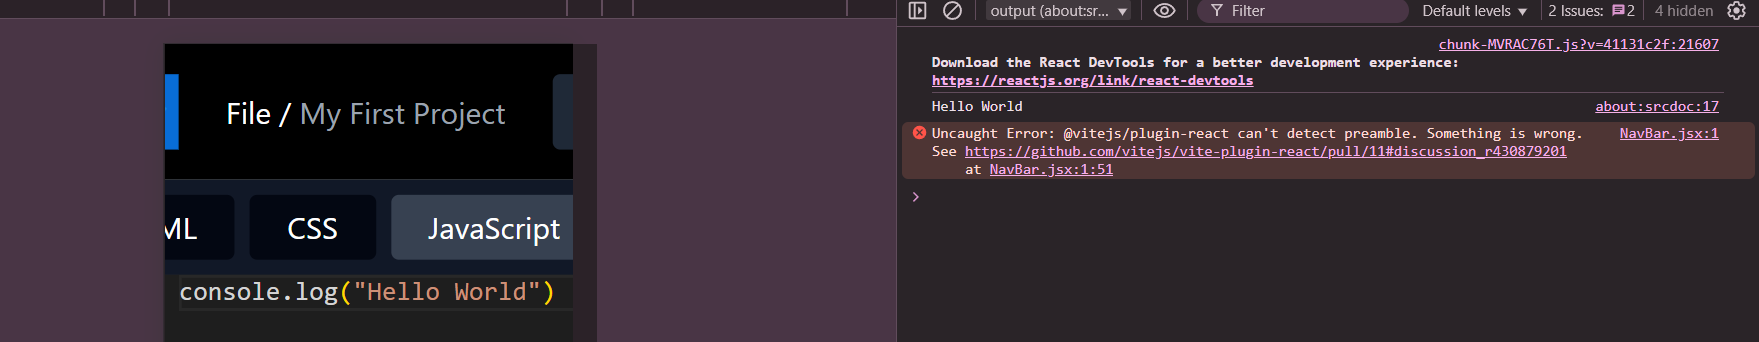 output (about:sr...
Filter
Default levels
2 Issues: 2
4 hidden
chunk-MVRAC76T.js?v=41131c2f:21607
Download the React DevTools for a better development experience:
https://reactjs.org/link/react-devtools
Hello World about:srcdoc:17
Uncaught Error: @vitejs/plugin-react can't detect preamble. Something is wrong. NavBar.jsx:1
See https://github.com/vitejs/vite-plugin-react/pull/11#discussion_r430879201
at NavBar.jsx:1:51
File / My First Project
ML CSS JavaScript
console.log("Hello World")